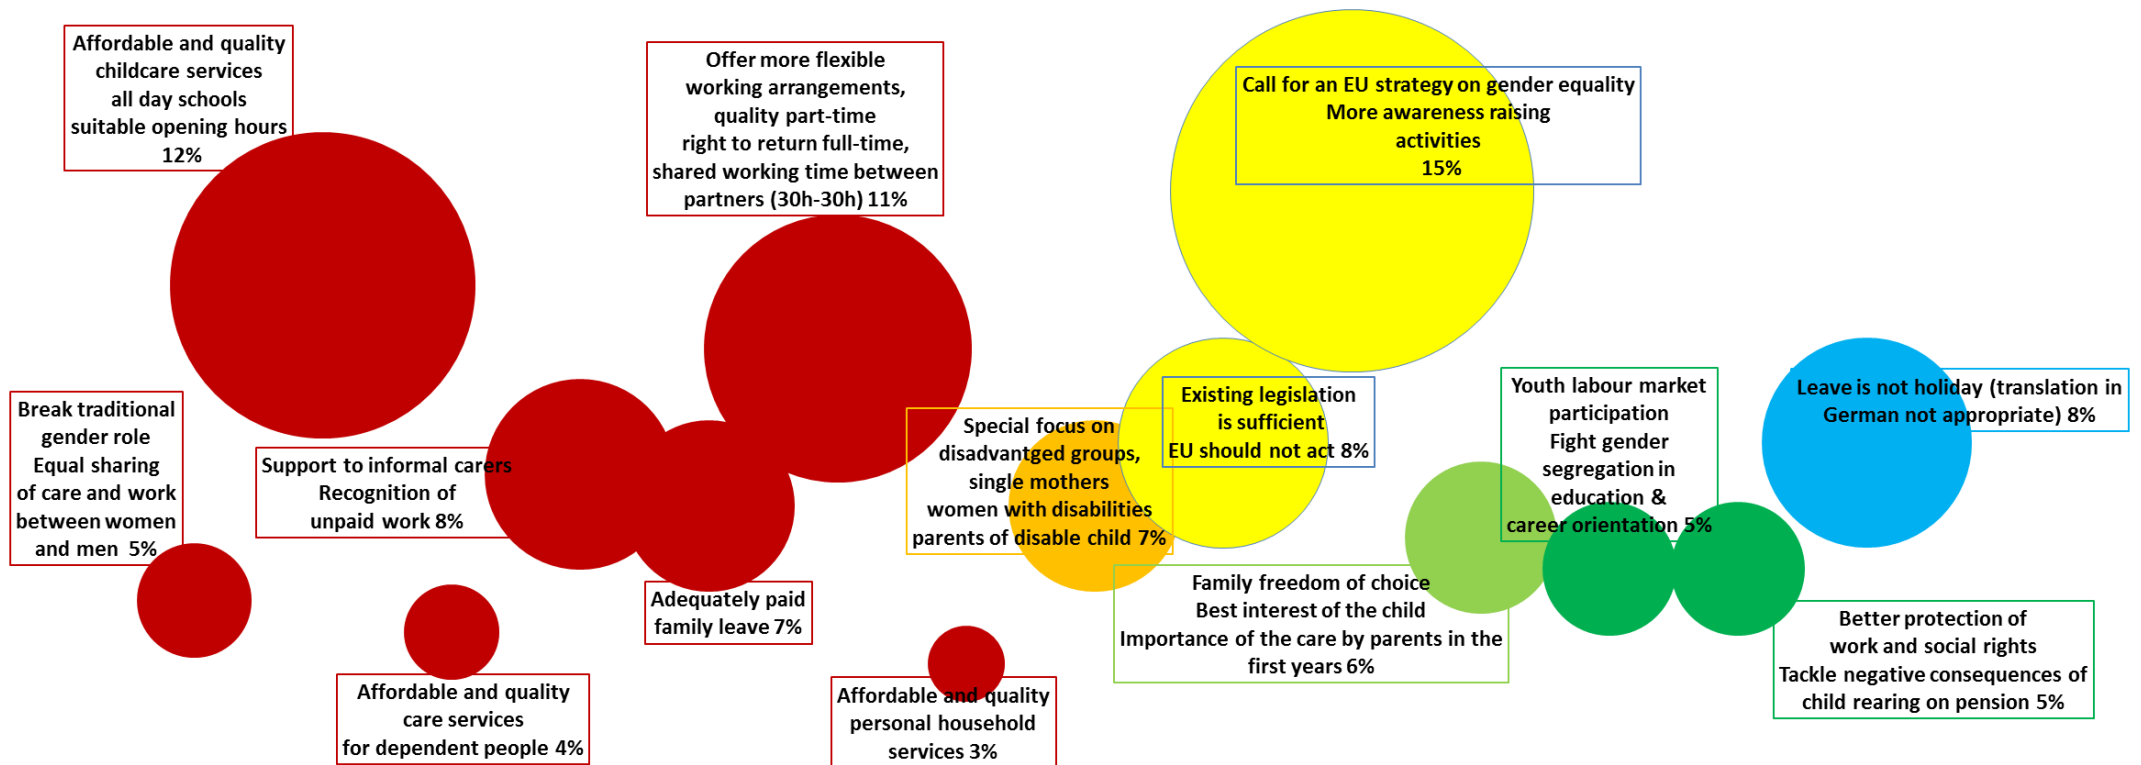 Affordable and quality
childcare services
all day schools
suitable opening hours
12%
Offer more flexible
working arrangements,
quality part-time
right to return full-time,
shared working time between
partners (30h-30h) 11%
Call for an EU strategy on gender equality
More awareness raising
activities
15%
Break traditional
gender role
Equal sharing
of care and work
between women
and men 5%
Support to informal carers
Recognition of
unpaid work 8%
Special focus on
disadvantged groups,
single mothers
women with disabilities
parents of disable child 7%
Existing legislation
is sufficient
EU should not act 8%
Youth labour market
participation
Fight gender
segregation in
education &
career orientation 5%
Leave is not holiday (translation in
German not appropriate) 8%
Adequately paid
family leave 7%
Family freedom of choice
Best interest of the child
Importance of the care by parents in the
first years 6%
Better protection of
work and social rights
Tackle negative consequences of
child rearing on pension 5%
Affordable and quality
care services
for dependent people 4%
Affordable and quality
personal household
services 3%